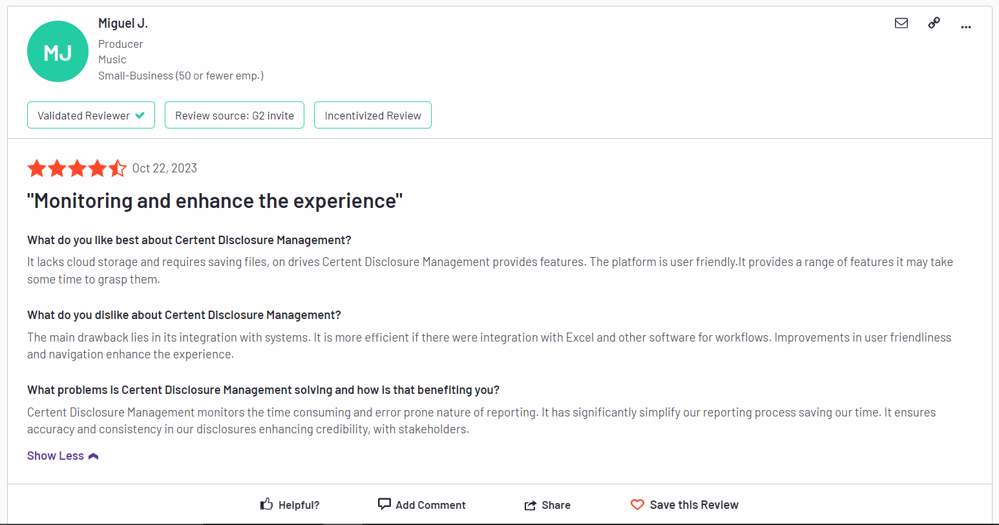 MJ
Miguel J.
Producer
Music
Small-Business (50 or fewer emp.)
...
Validated Reviewer
Review source: G2 invite
Incentivized Review
Oct 22, 2023
"Monitoring and enhance the experience"
What do you like best about Certent Disclosure Management?
It lacks cloud storage and requires saving files, on drives Certent Disclosure Management provides features. The platform is user friendly.It provides a range of features it may take
some time to grasp them.
What do you dislike about Certent Disclosure Management?
The main drawback lies in its integration with systems. It is more efficient if there were integration with Excel and other software for workflows. Improvements in user friendliness
and navigation enhance the experience.
What problems is Certent Disclosure Management solving and how is that benefiting you?
Certent Disclosure Management monitors the time consuming and error prone nature of reporting. It has significantly simplify our reporting process saving our time. It ensures
accuracy and consistency in our disclosures enhancing credibility, with stakeholders.
Show Less
Helpful?
Add Comment
Share
Save this Review